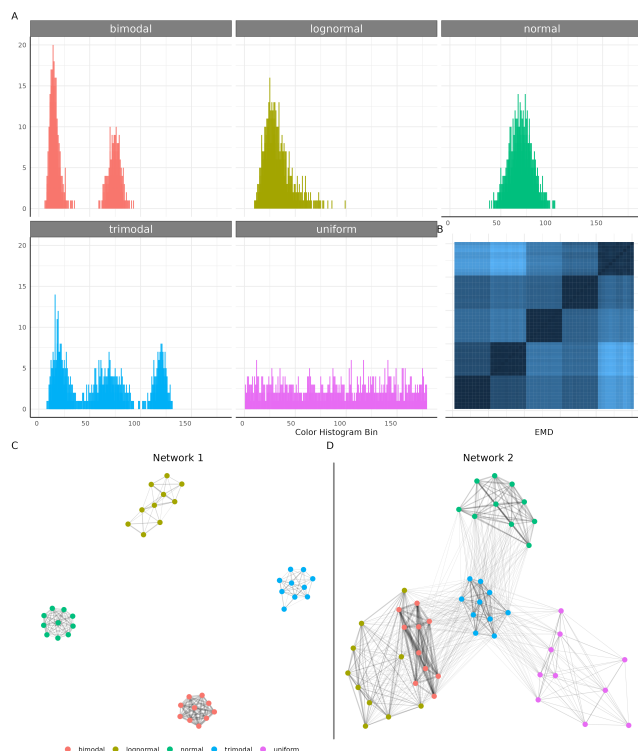 A
bimodal lognormal normal
20
15
10
5
0
0 50 100 150
trimodal uniform B
20
15
10
5
0
0 50 100 150 0 50 100 150
Color Histogram Bin EMD
C D
Network 1 Network 2
bimodal lognormal normal trimodal uniform